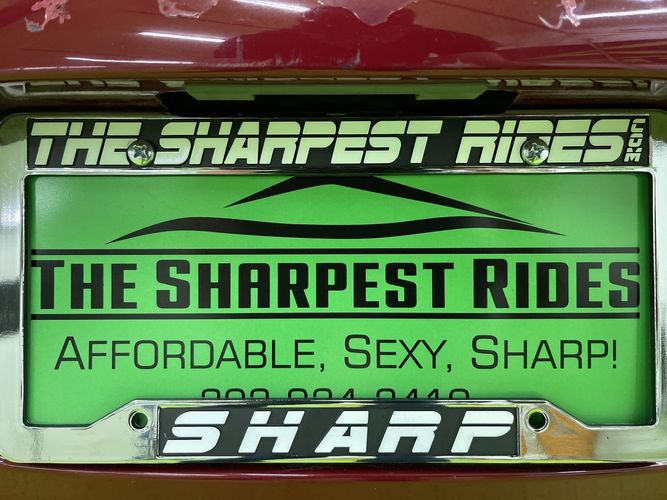 THE SHARPEST RIDES.COM
THE SHARPEST RIDES
AFFORDABLE, SEXY, SHARP!
SHARP